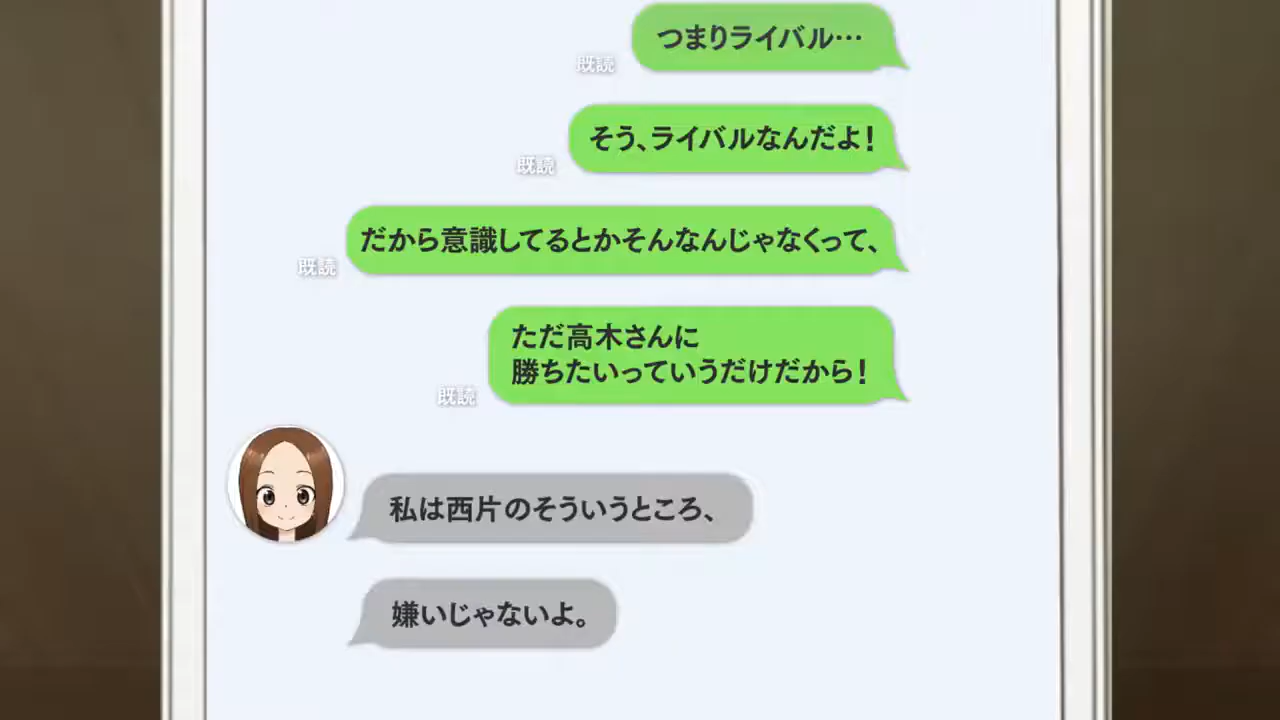 つまりライバル…
既読
そう、ライバルなんだよ！
既読
だから意識してるとかそんなんじゃなくって、
既読
ただ高木さんに
勝ちたいっていうだけだから！
既読
私は西片のそういうところ、
嫌いじゃないよ。